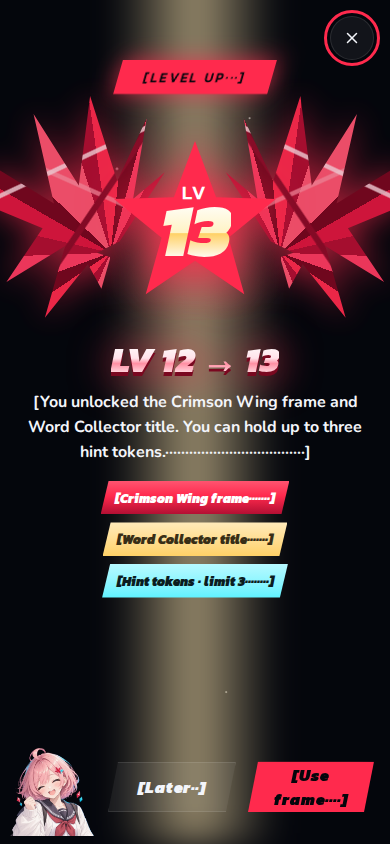 [LEVEL UP···]
LV
13
LV 12 → 13
[You unlocked the Crimson Wing frame and
Word Collector title. You can hold up to three
hint tokens.···································]
[Crimson Wing frame······]
[Word Collector title······]
[Hint tokens · limit 3·······]
[Later··]
[Use
frame····]